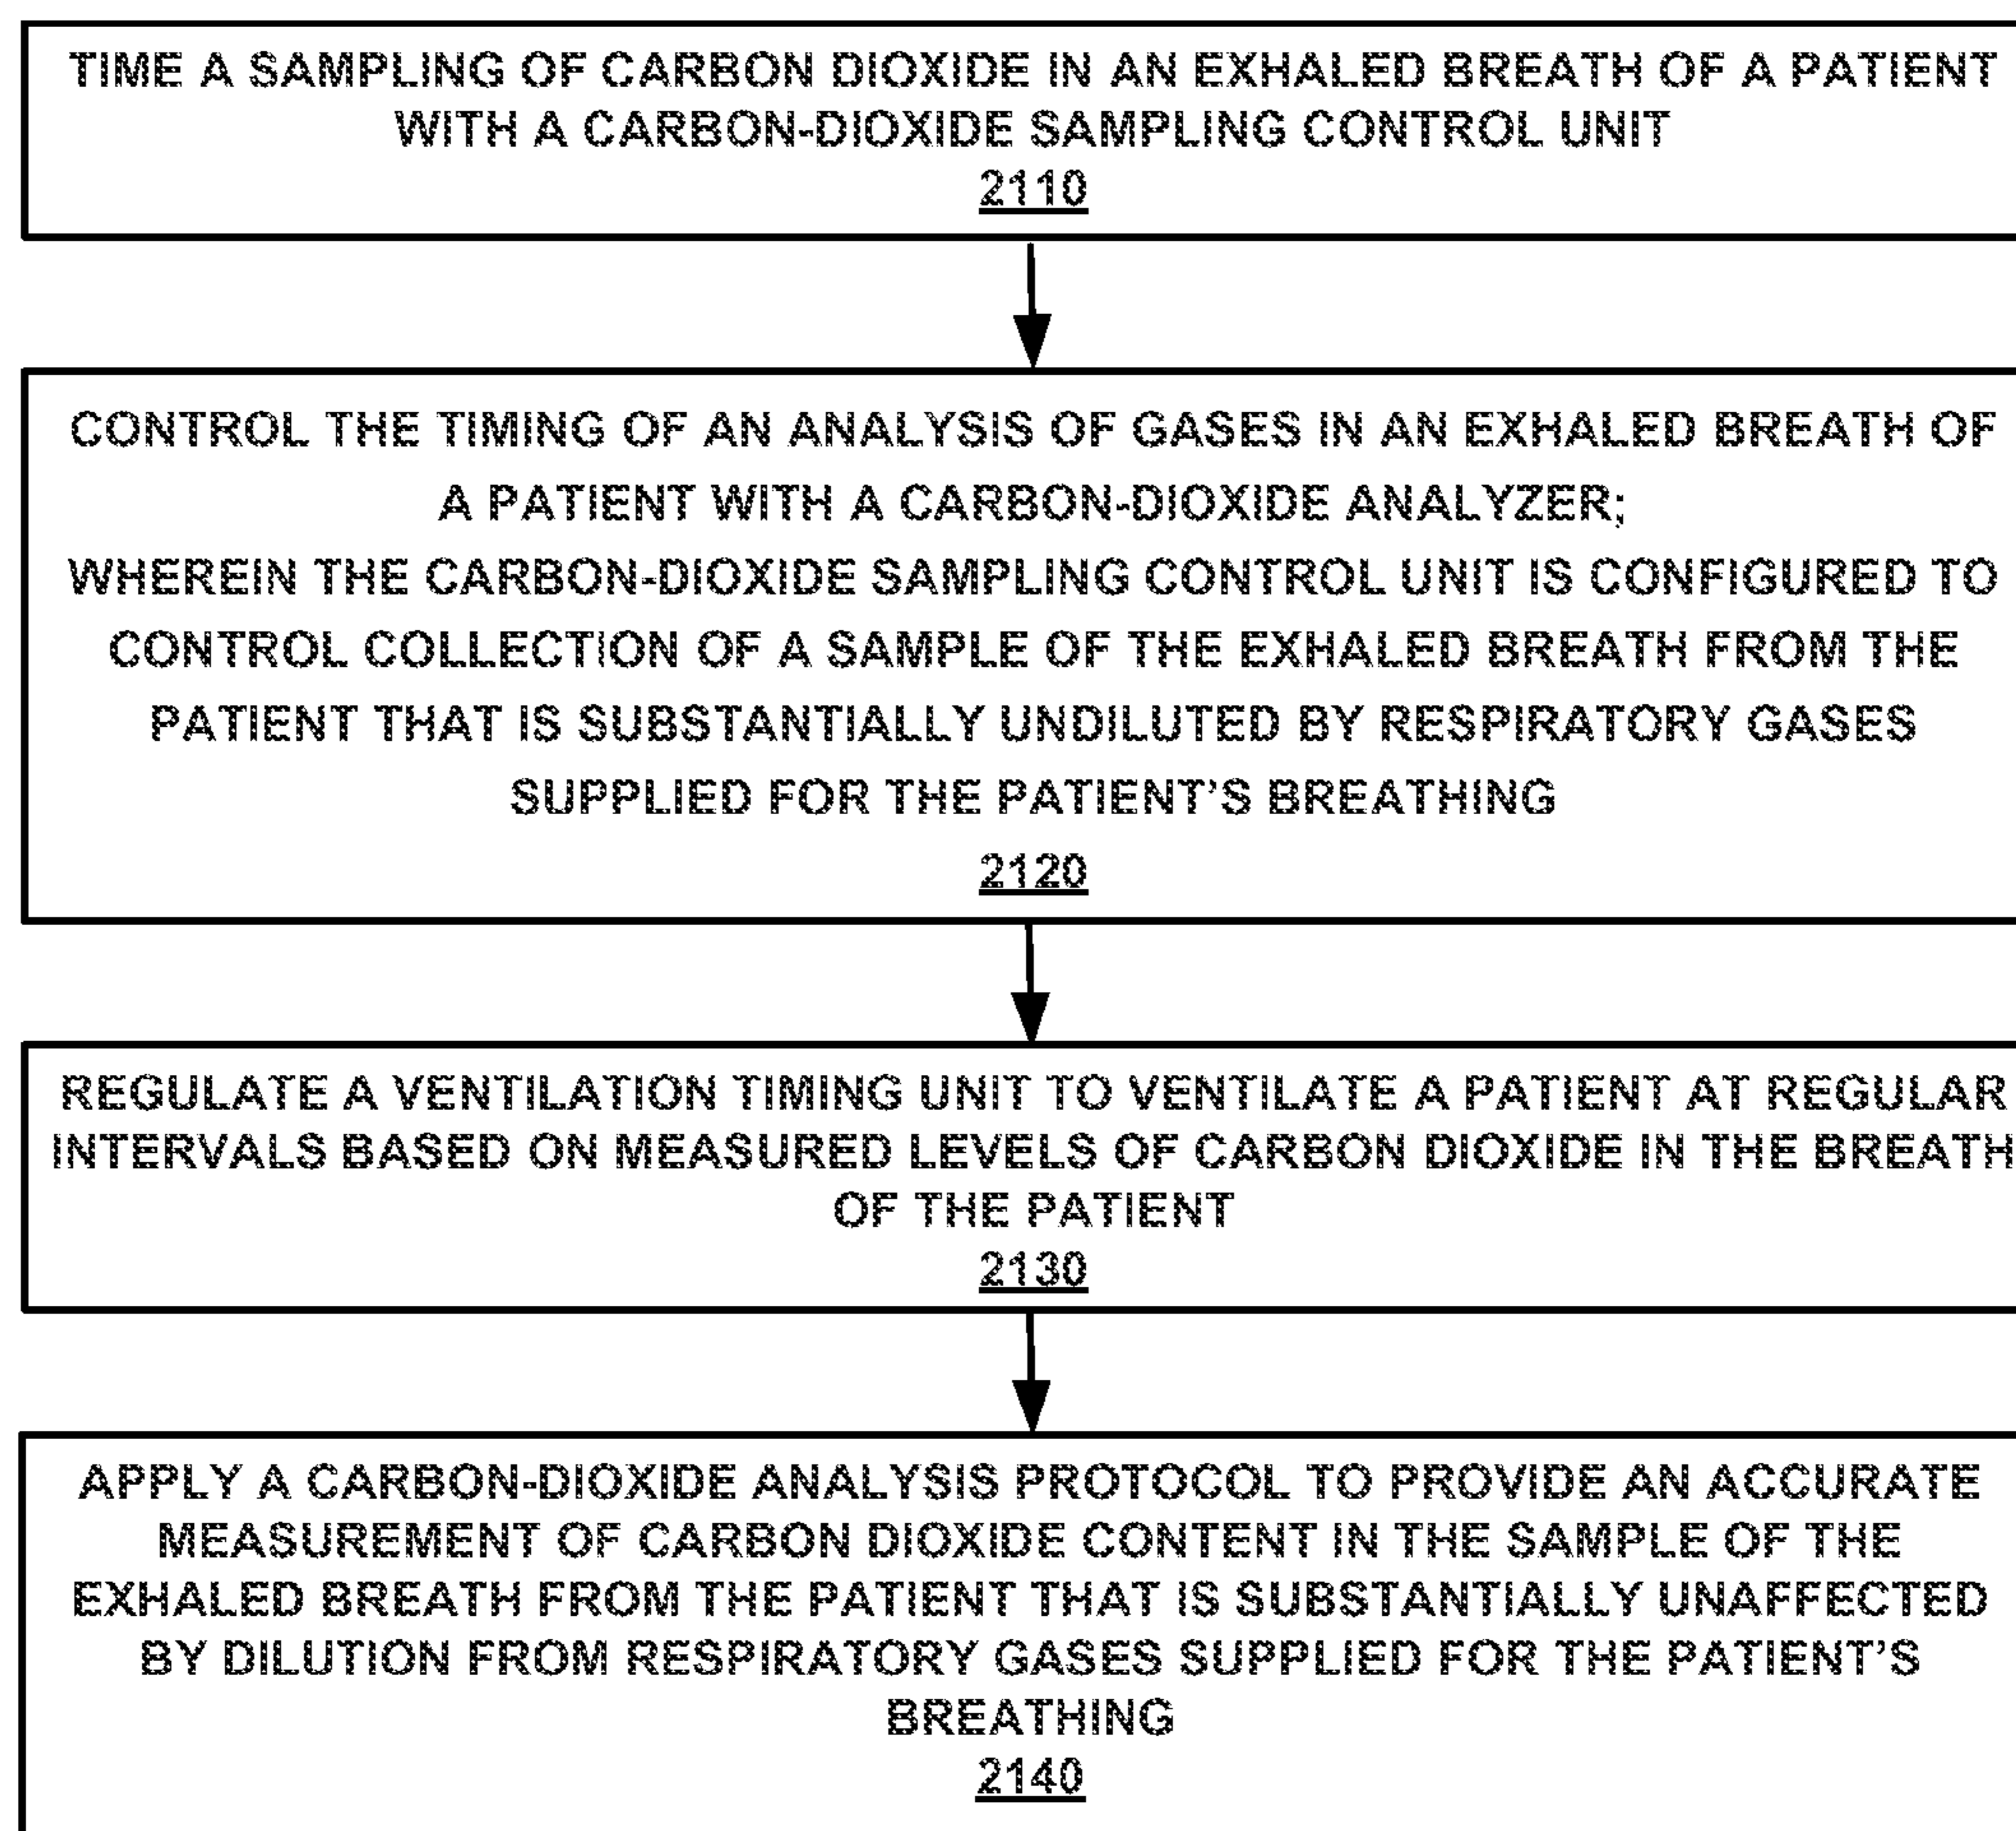 TIME A SAMPLING OF CARBON DIOXIDE IN AN EXHALED BREATH OF A PATIENT
WITH A CARBON-DIOXIDE SAMPLING CONTROL UNIT
2110
CONTROL THE TIMING OF AN ANALYSIS OF GASES IN AN EXHALED BREATH OF
A PATIENT WITH A CARBON-DIOXIDE ANALYZER;
WHEREIN THE CARBON-DIOXIDE SAMPLING CONTROL UNIT IS CONFIGURED TO
CONTROL COLLECTION OF A SAMPLE OF THE EXHALED BREATH FROM THE
PATIENT THAT IS SUBSTANTIALLY UNDILUTED BY RESPIRATORY GASES
SUPPLIED FOR THE PATIENT'S BREATHING
2120
REGULATE A VENTILATION TIMING UNIT TO VENTILATE A PATIENT AT REGULAR
INTERVALS BASED ON MEASURED LEVELS OF CARBON DIOXIDE IN THE BREATH
OF THE PATIENT
2130
APPLY A CARBON-DIOXIDE ANALYSIS PROTOCOL TO PROVIDE AN ACCURATE
MEASUREMENT OF CARBON DIOXIDE CONTENT IN THE SAMPLE OF THE
EXHALED BREATH FROM THE PATIENT THAT IS SUBSTANTIALLY UNAFFECTED
BY DILUTION FROM RESPIRATORY GASES SUPPLIED FOR THE PATIENT'S
BREATHING
2140